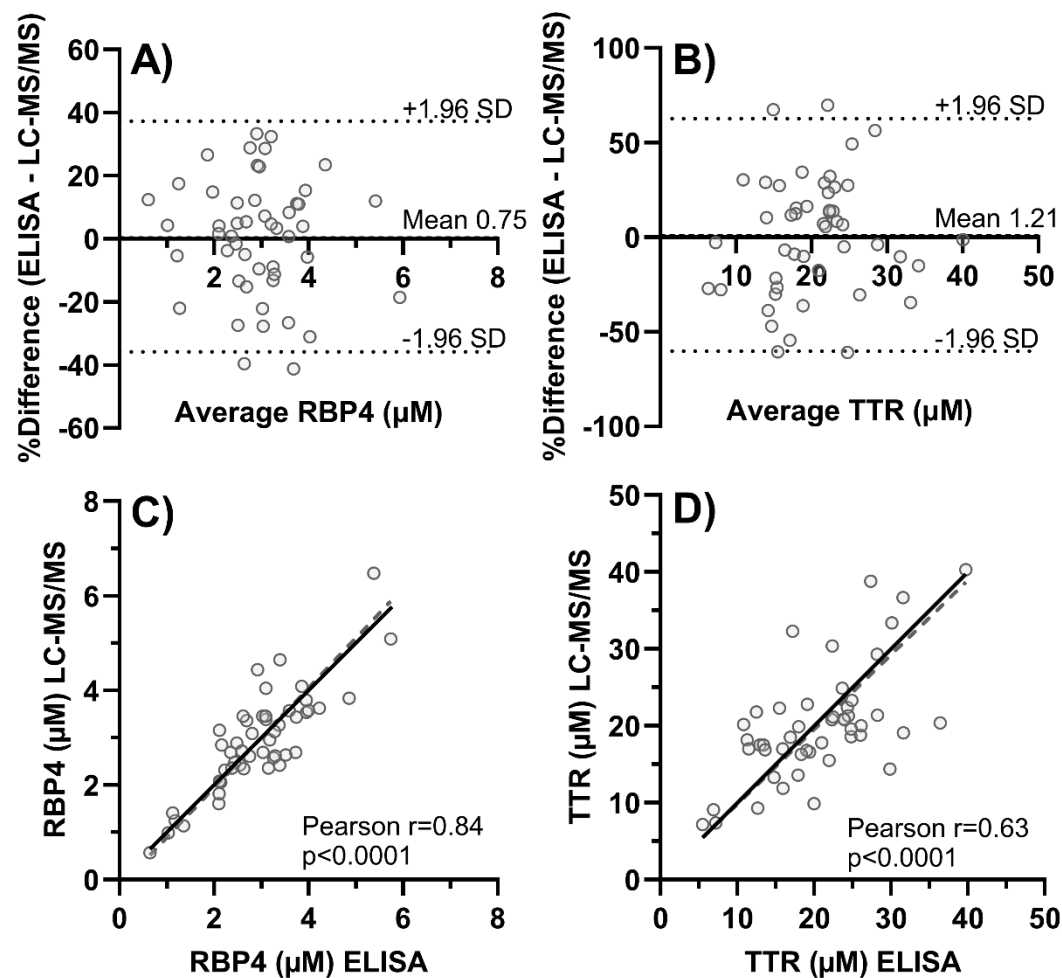 A)
%Difference (ELISA - LC-MS/MS)
60
40
20
0
-20
-40
-60
+1.96 SD
Mean 0.75
2 4 6 8
-1.96 SD
Average RBP4 (µM)
B)
%Difference (ELISA - LC-MS/MS)
100
50
0
-50
-100
+1.96 SD
Mean 1.21
10 20 30 40 50
-1.96 SD
Average TTR (µM)
C)
RBP4 (µM) LC-MS/MS
8
6
4
2
0
Pearson r=0.84
p<0.0001
0 2 4 6 8
RBP4 (µM) ELISA
D)
TTR (µM) LC-MS/MS
50
40
30
20
10
0
Pearson r=0.63
p<0.0001
0 10 20 30 40 50
TTR (µM) ELISA